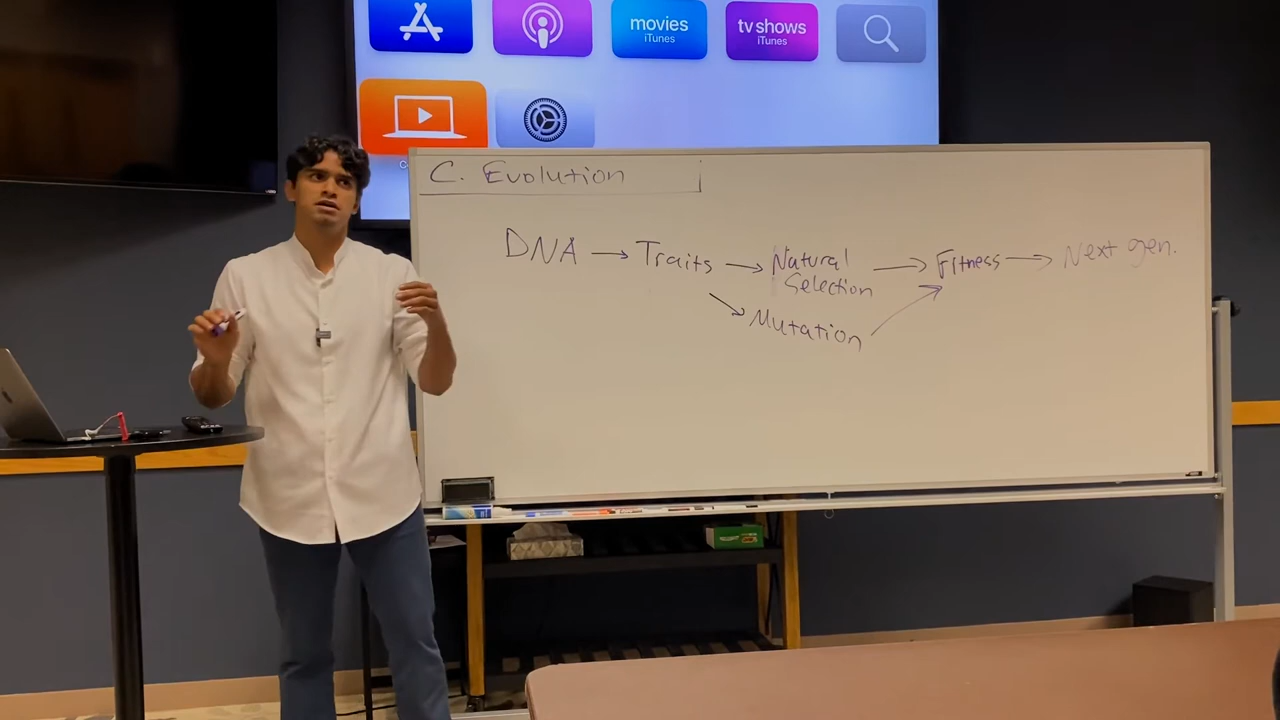 movies
iTunes
tv shows
iTunes
C. Evolution
DNA → Traits → Natural Selection → Fitness → Next gen.
Mutation